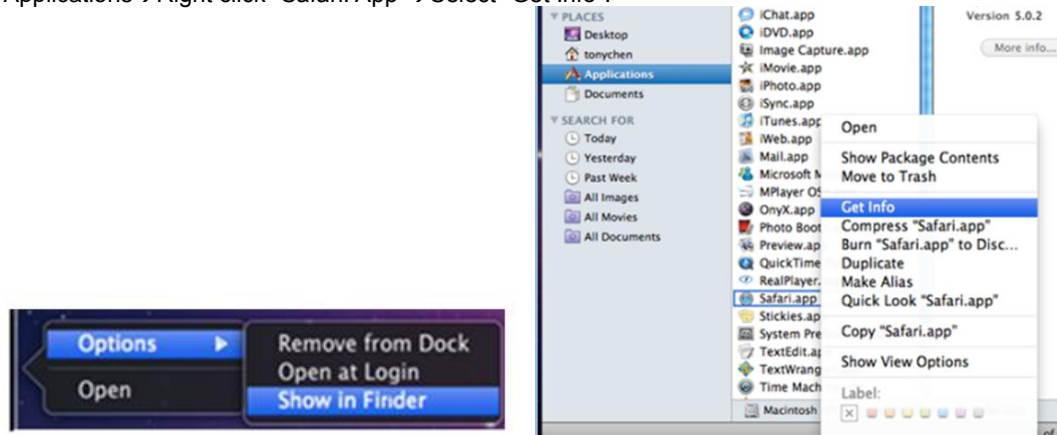 Applications → Right click "Safari App" → Select "Get Info".
Options
Open
Remove from Dock
Open at Login
Show in Finder
PLACES
Desktop
tonychen
Applications
Documents
SEARCH FOR
Today
Yesterday
Past Week
All Images
All Movies
All Documents
iChat.app
iDVD.app
Image Capture.app
iMovie.app
iPhoto.app
iSync.app
iTunes.app
iWeb.app
Mail.app
Microsoft
MPlayer
OnyX.app
Photo
Preview.ap
QuickTime
RealPlayer.
Safari.app
Stickies.ap
System Pre
TextEdit.ap
TextWrang
Time Mach
Macintosh
Version 5.0.2
More info...
Open
Show Package Contents
Move to Trash
Get Info
Compress "Safari.app"
Burn "Safari.app" to Disc...
Duplicate
Make Alias
Quick Look "Safari.app"
Copy "Safari.app"
Show View Options
Label:
of